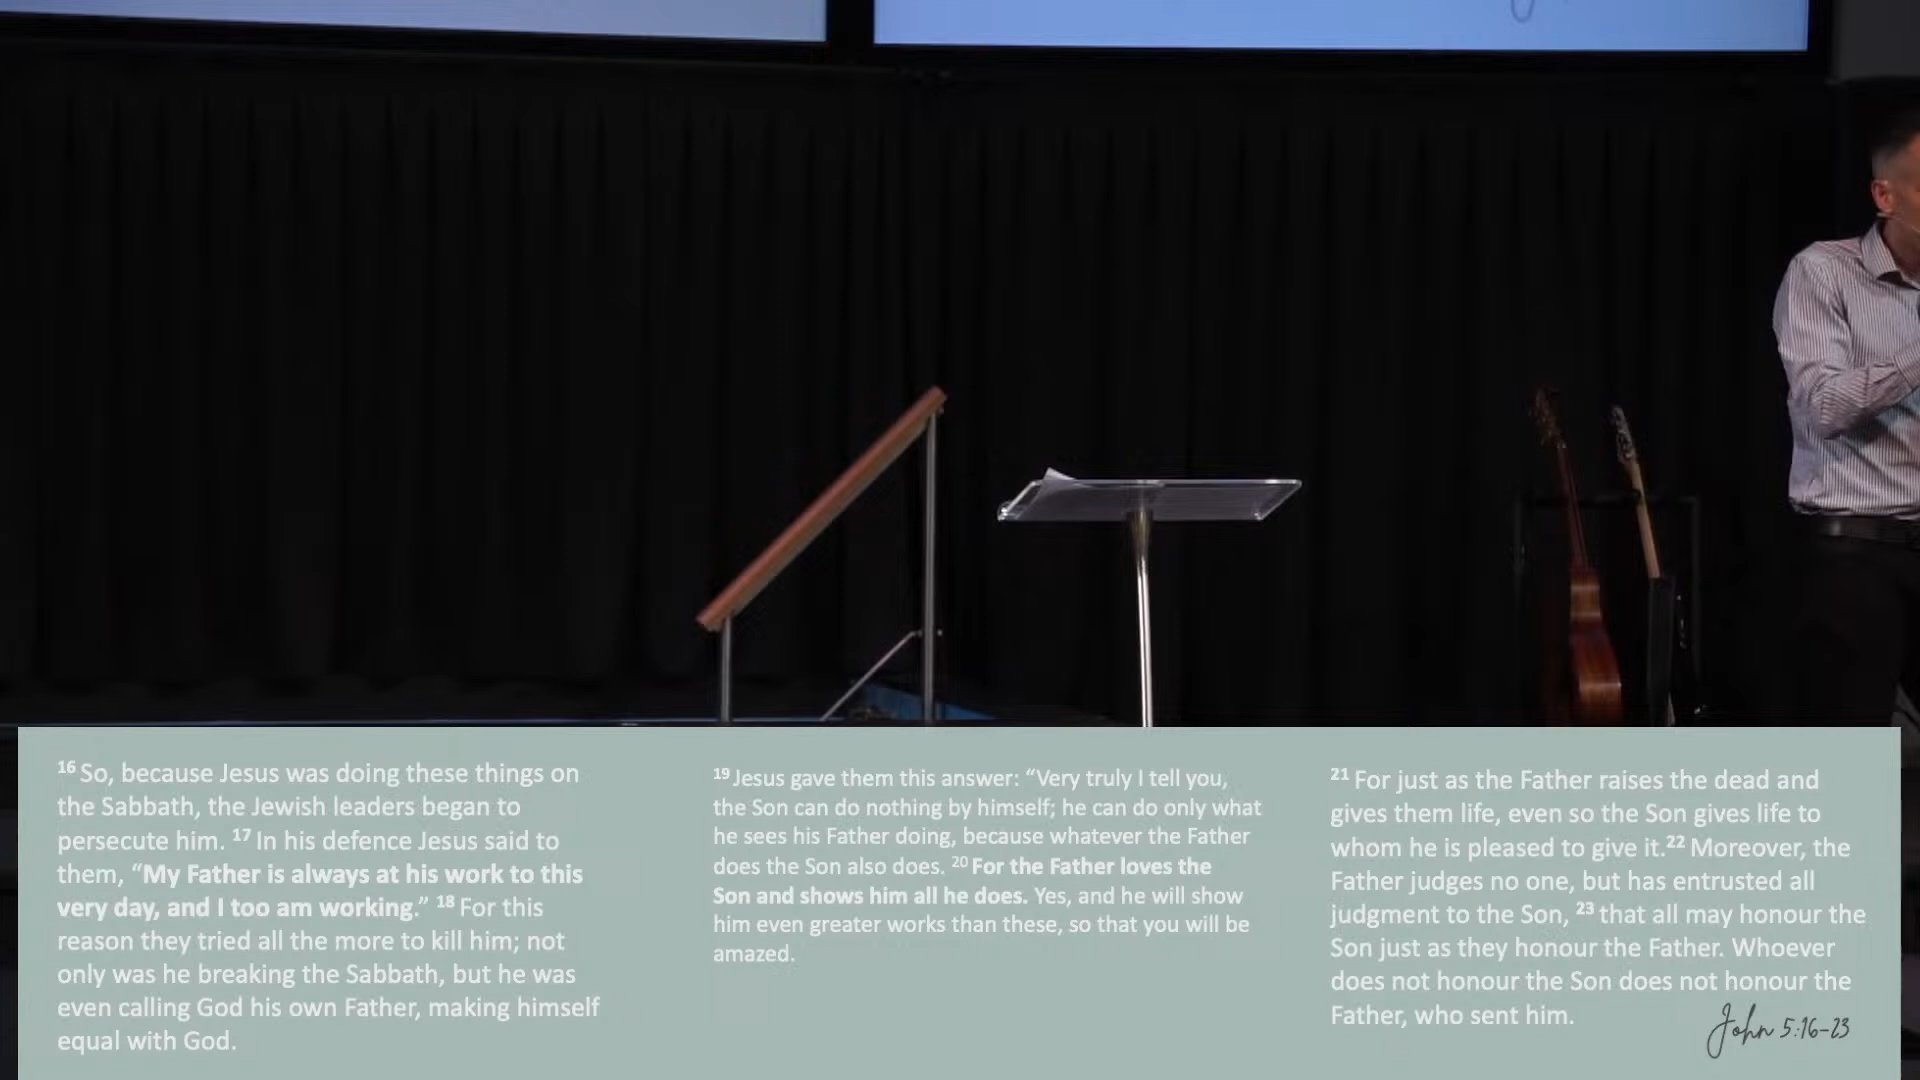 16 So, because Jesus was doing these things on
the Sabbath, the Jewish leaders began to
persecute him. 17 In his defence Jesus said to
them, “My Father is always at his work to this
very day, and I too am working.” 18 For this
reason they tried all the more to kill him; not
only was he breaking the Sabbath, but he was
even calling God his own Father, making himself
equal with God.
19 Jesus gave them this answer: “Very truly I tell you,
the Son can do nothing by himself; he can do only what
he sees his Father doing, because whatever the Father
does the Son also does. 20 For the Father loves the
Son and shows him all he does. Yes, and he will show
him even greater works than these, so that you will be
amazed.
21 For just as the Father raises the dead and
gives them life, even so the Son gives life to
whom he is pleased to give it.22 Moreover, the
Father judges no one, but has entrusted all
judgment to the Son, 23 that all may honour the
Son just as they honour the Father. Whoever
does not honour the Son does not honour the
Father, who sent him.
John 5:16-23